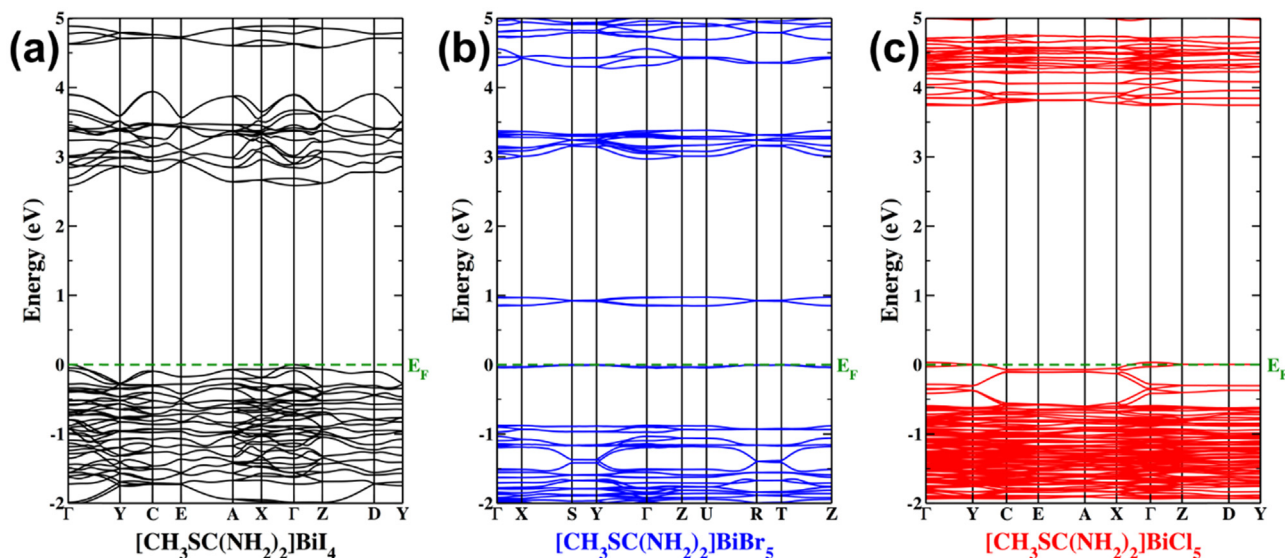 (a)
Energy (eV)
5
4
3
2
1
0
-1
-2
E_F
Γ Y C E A X Γ Z D Y
[CH₃SC(NH₂)₂]BiI₄
(b)
Energy (eV)
5
4
3
2
1
0
-1
-2
E_F
Γ X S Y Γ Z U R T Z
[CH₃SC(NH₂)₂]BiBr₅
(c)
Energy (eV)
5
4
3
2
1
0
-1
-2
E_F
Γ Y C E A X Γ Z D Y
[CH₃SC(NH₂)₂]BiCl₅